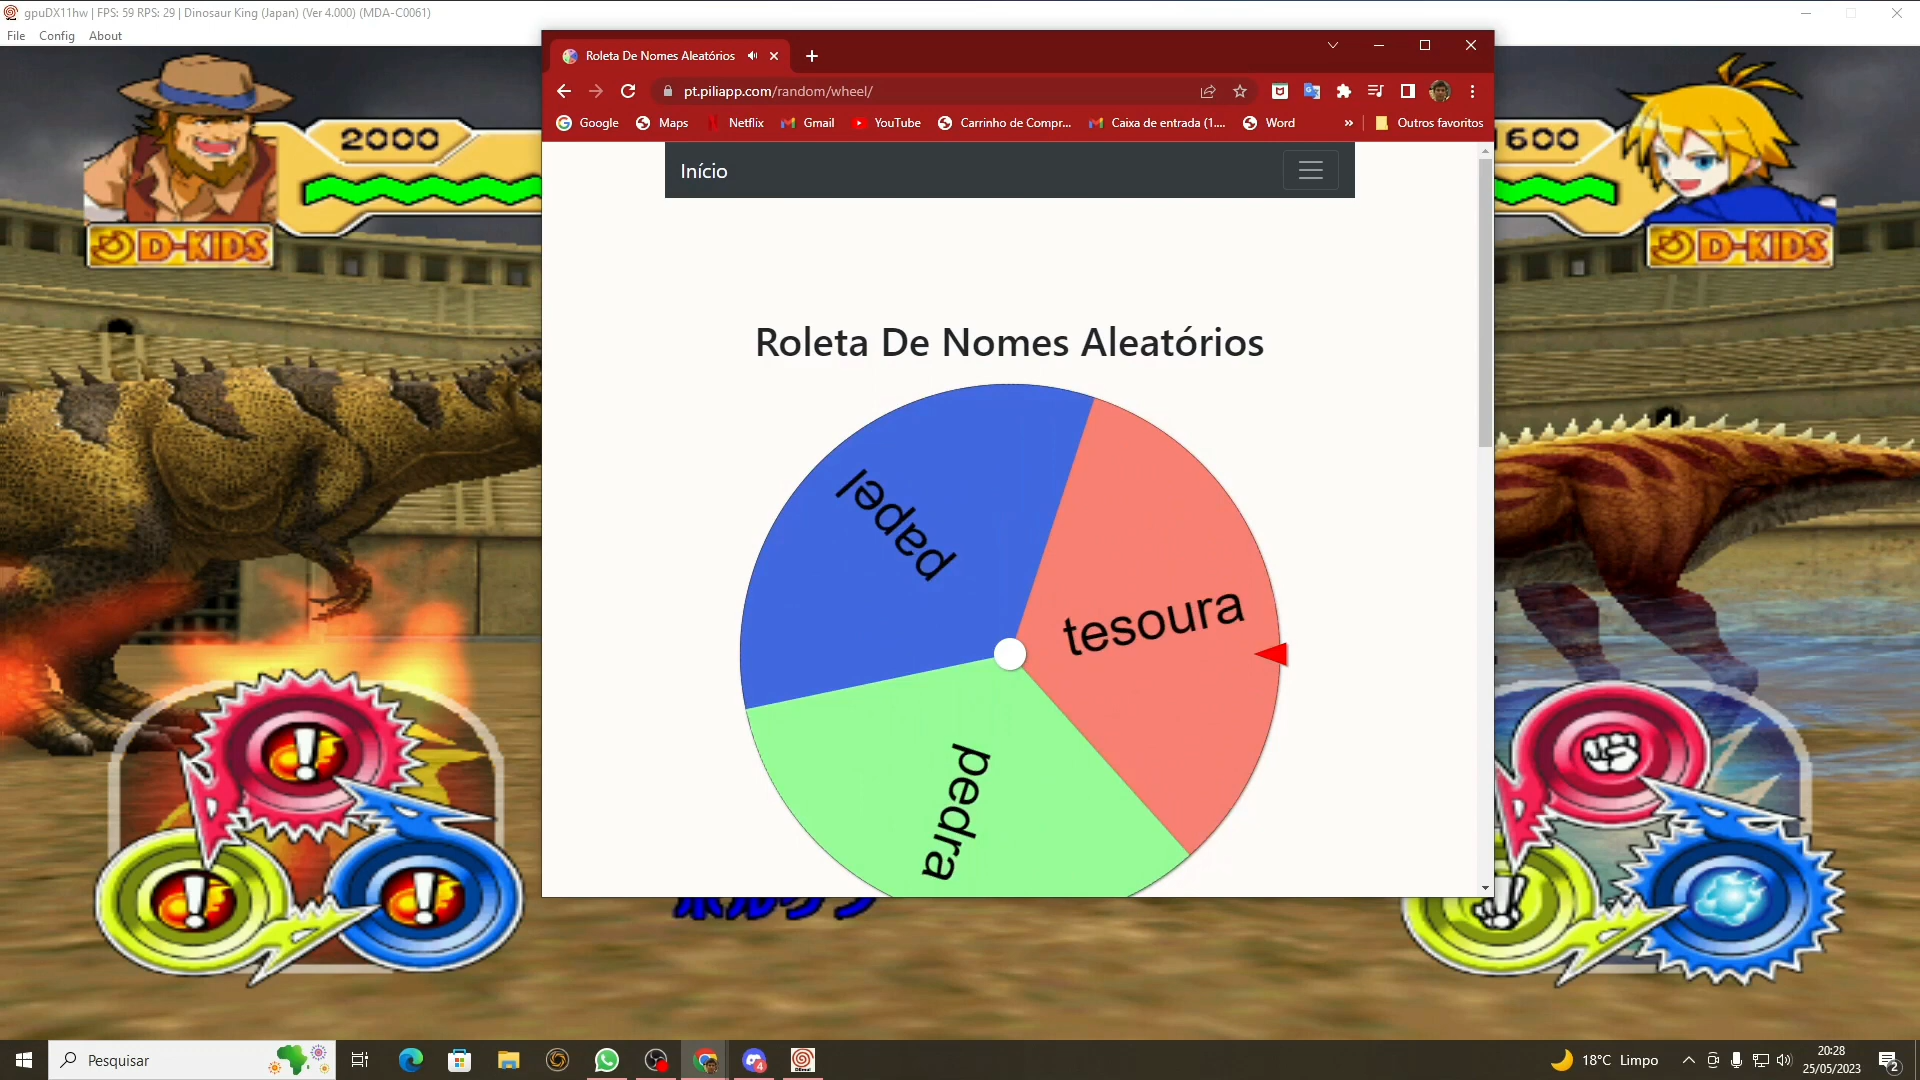 gpuDX11hw | FPS: 59 RPS: 29 | Dinosaur King (Japan) (Ver 4.000) (MDA-C0061)
File Config About
Roleta De Nomes Aleatórios
pt.piliapp.com/random/wheel/
Google Maps Netflix Gmail YouTube Carrinho de Compr... Caixa de entrada (1.... Word » Outros favoritos
2000
1600
D-KIDS
D-KIDS
Início
Roleta De Nomes Aleatórios
papel
tesoura
pedra
Pesquisar
4
18°C Limpo
20:28
25/05/2023
2